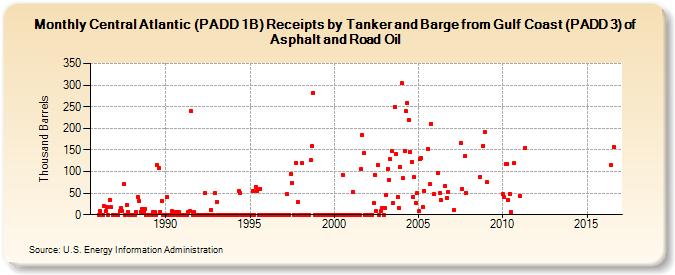 Monthly Central Atlantic (PADD 1B) Receipts by Tanker and Barge from Gulf Coast (PADD 3) of
Asphalt and Road Oil
Thousand Barrels
350
300
250
200
150
100
50
0
1990 1995 2000 2005 2010 2015
Source: U.S. Energy Information Administration